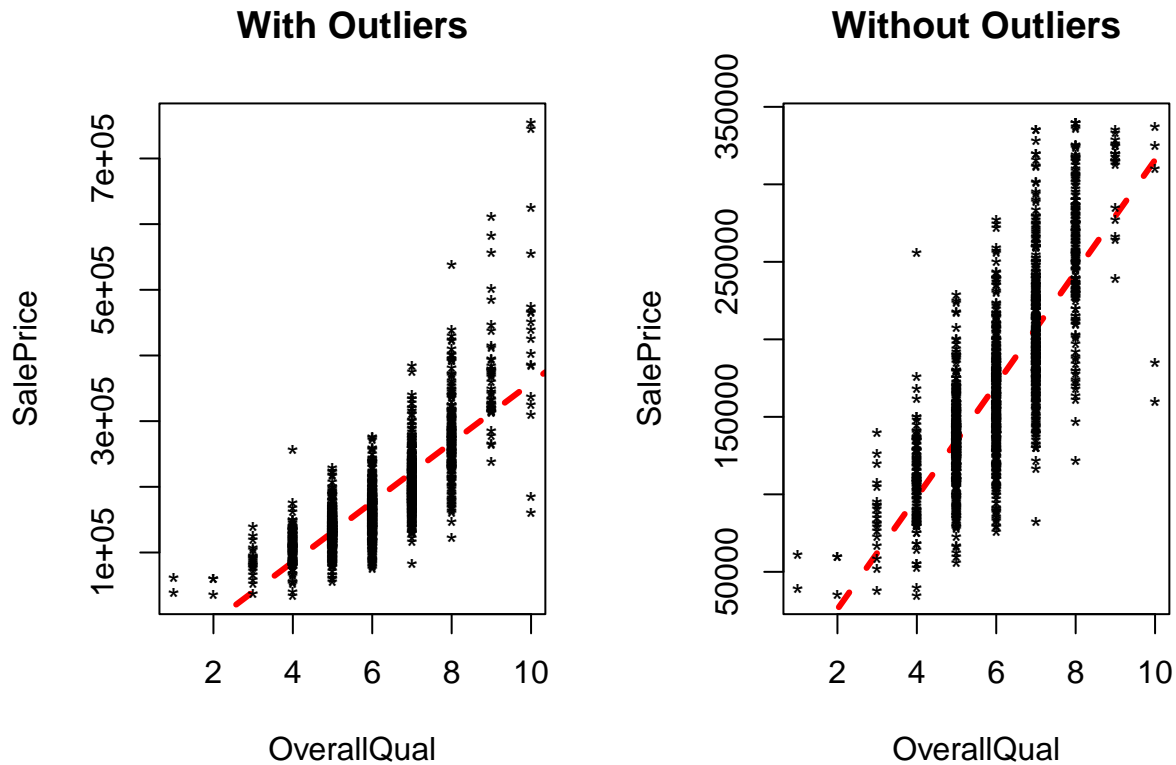 With Outliers
SalePrice
7e+05
5e+05
3e+05
1e+05
2 4 6 8 10
OverallQual
Without Outliers
SalePrice
350000
250000
150000
50000
2 4 6 8 10
OverallQual